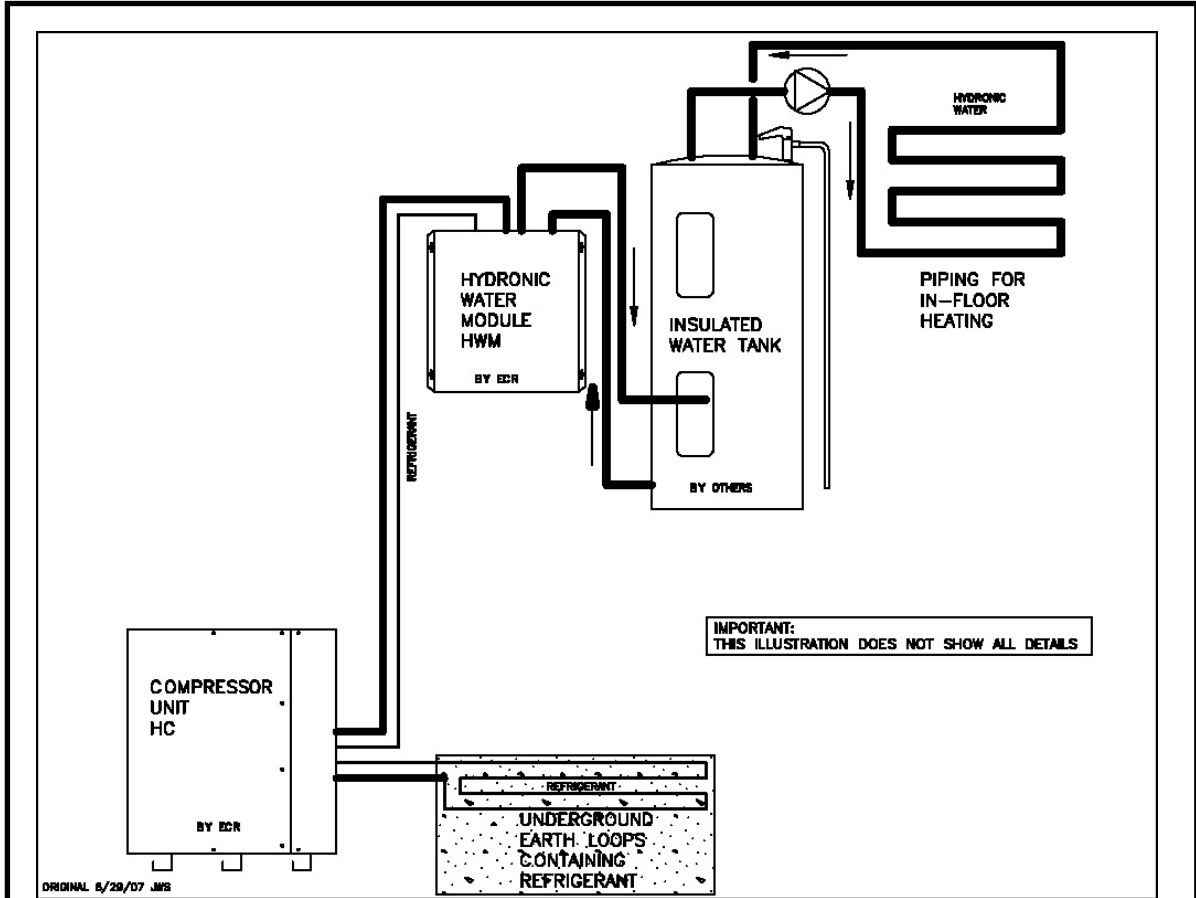 HYDRONIC
WATER
HYDRONIC
WATER
MODULE
HWM
BY ECR
INSULATED
WATER TANK
BY OTHERS
PIPING FOR
IN-FLOOR
HEATING
REFRIGERANT
IMPORTANT:
THIS ILLUSTRATION DOES NOT SHOW ALL DETAILS
COMPRESSOR
UNIT
HC
BY ECR
REFRIGERANT
UNDERGROUND
EARTH LOOPS
CONTAINING
REFRIGERANT
ORIGINAL 6/29/07 JWS